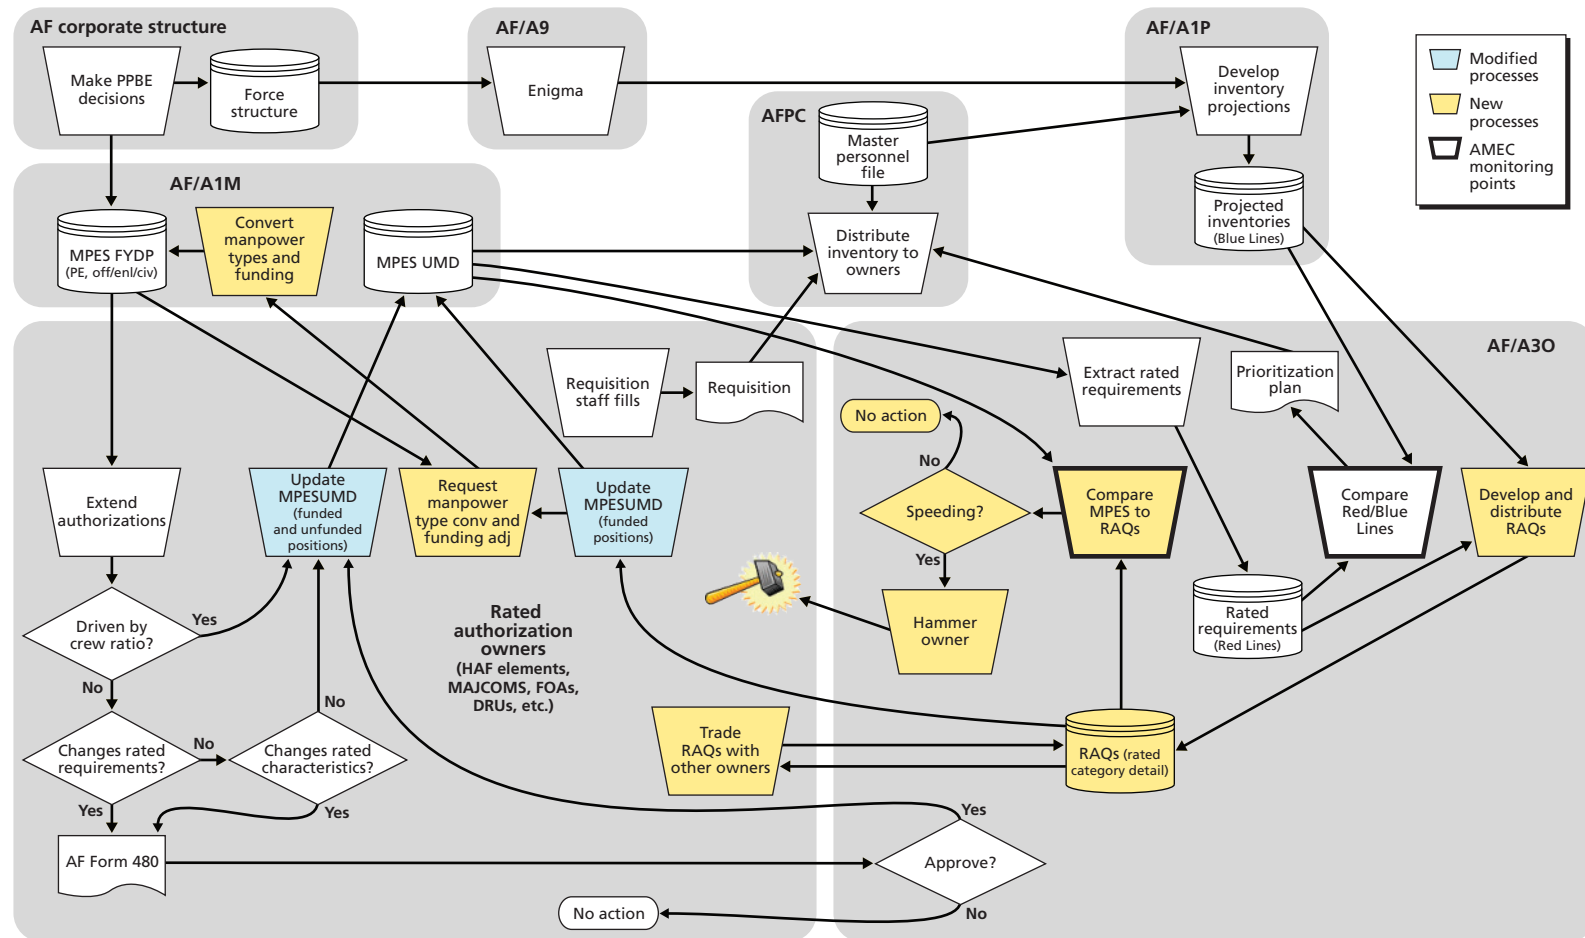 AF corporate structure
Make PPBE
decisions
Force
structure
AF/A9
Enigma
AF/A1P
Develop
inventory
projections
Projected
inventories
(Blue Lines)
Modified
processes
New
processes
AMEC
monitoring
points
AFPC
Master
personnel
file
Distribute
inventory to
owners
AF/A1M
MPES FYDP
(PE, off/enl/civ)
Convert
manpower
types and
funding
MPES UMD
Requisition
staff fills
Requisition
Extend
authorizations
Update
MPESUMD
(funded
and unfunded
positions)
Request
manpower
type conv and
funding adj
Update
MPESUMD
(funded
positions)
Driven by
crew ratio?
Yes
No
Changes rated
requirements?
No
Yes
Changes rated
characteristics?
No
Yes
AF Form 480
Rated
authorization
owners
(HAF elements,
MAJCOMS, FOAs,
DRUs, etc.)
Trade
RAQs with
other owners
No action
AF/A3O
Extract rated
requirements
Prioritization
plan
No action
No
Speeding?
Yes
Compare
MPES to
RAQs
Compare
Red/Blue
Lines
Develop and
distribute
RAQs
Hammer
owner
Rated
requirements
(Red Lines)
RAQs (rated
category detail)
Yes
Approve?
No